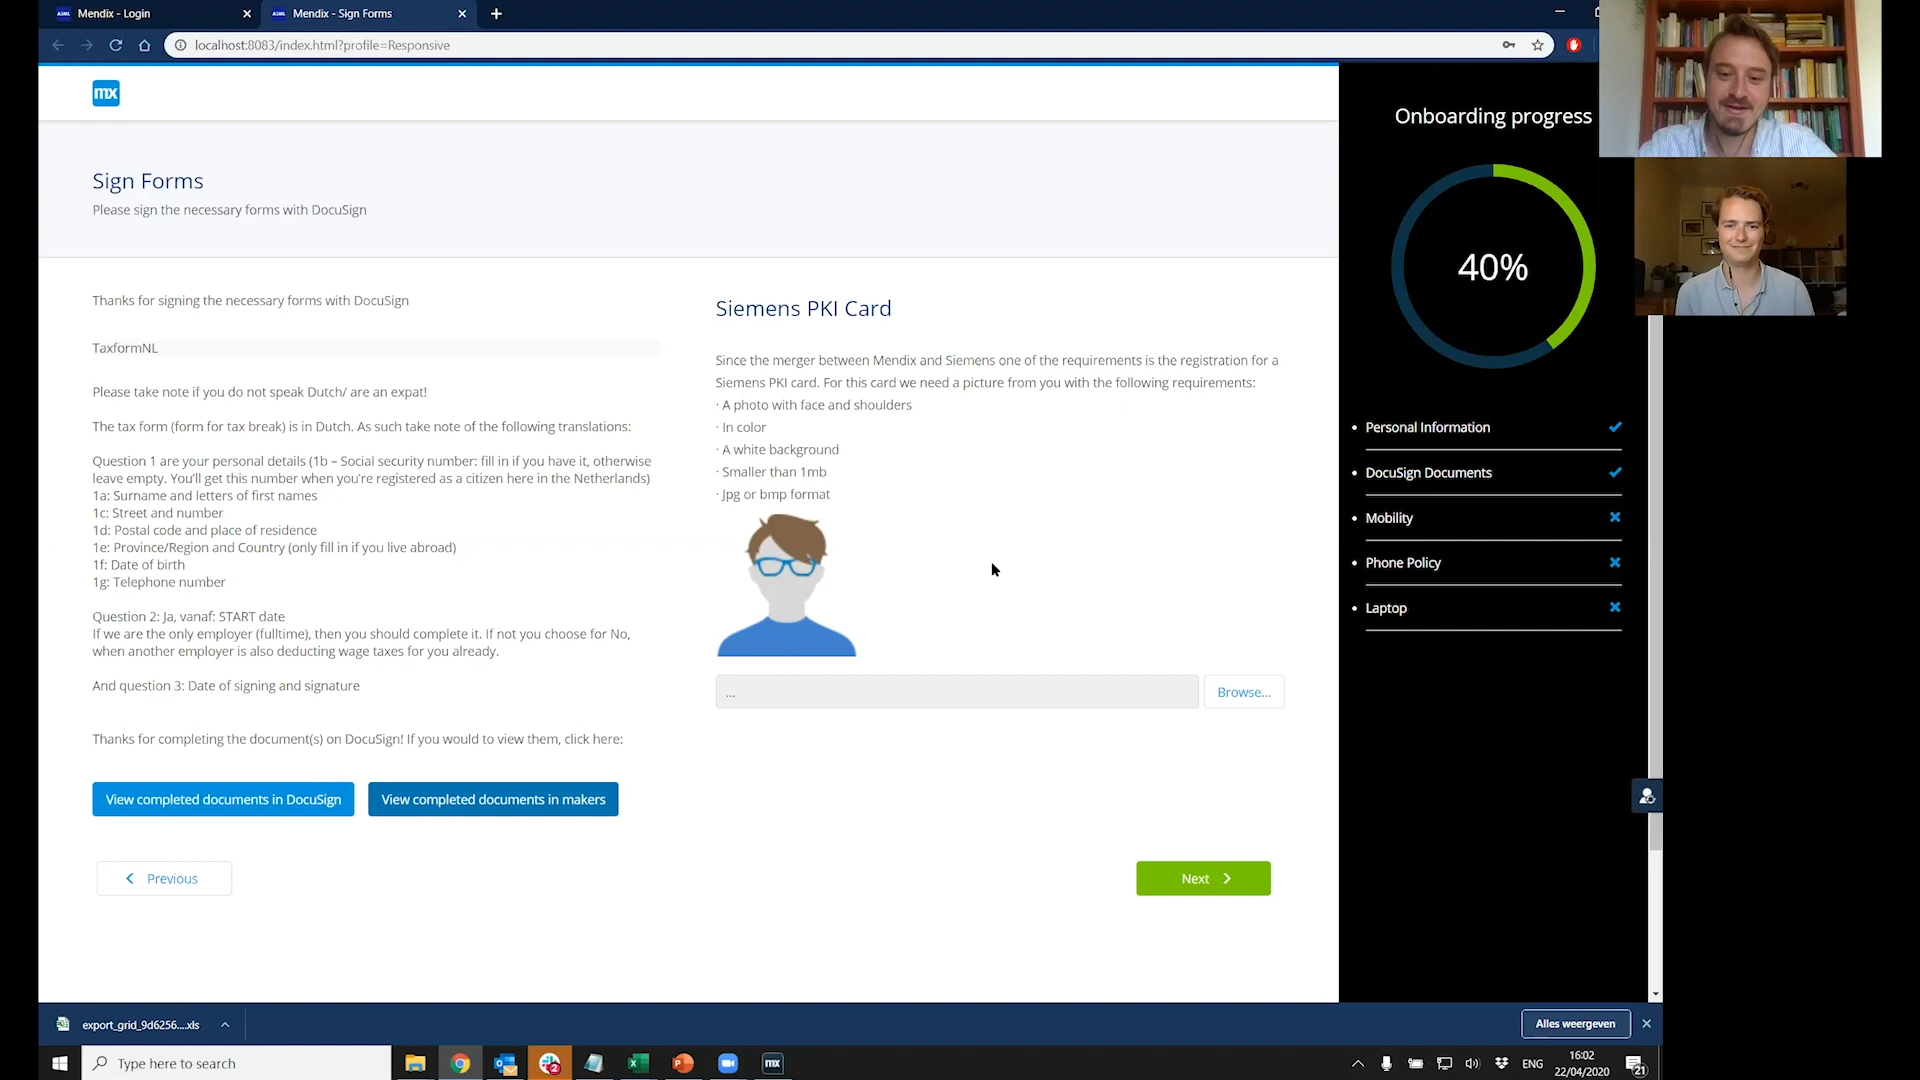 Mendix - Login
Mendix - Sign Forms
localhost:8083/index.html?profile=Responsive
mx
Sign Forms
Please sign the necessary forms with DocuSign
Thanks for signing the necessary forms with DocuSign
TaxformNL
Please take note if you do not speak Dutch/ are an expat!
The tax form (form for tax break) is in Dutch. As such take note of the following translations:
Question 1 are your personal details (1b – Social security number: fill in if you have it, otherwise
leave empty. You'll get this number when you're registered as a citizen here in the Netherlands)
1a: Surname and letters of first names
1c: Street and number
1d: Postal code and place of residence
1e: Province/Region and Country (only fill in if you live abroad)
1f: Date of birth
1g: Telephone number
Question 2: Ja, vanaf: START date
If we are the only employer (fulltime), then you should complete it. If not you choose for No,
when another employer is also deducting wage taxes for you already.
And question 3: Date of signing and signature
Thanks for completing the document(s) on DocuSign! If you would to view them, click here:
View completed documents in DocuSign
View completed documents in makers
Previous
Siemens PKI Card
Since the merger between Mendix and Siemens one of the requirements is the registration for a
Siemens PKI card. For this card we need a picture from you with the following requirements:
· A photo with face and shoulders
· In color
· A white background
· Smaller than 1mb
· Jpg or bmp format
...
Browse...
Next
Onboarding progress
40%
• Personal Information
• DocuSign Documents
• Mobility
• Phone Policy
• Laptop
export_grid_9d6256....xls
Alles weergeven
Type here to search
2
mx
ENG
16:02
22/04/2020
21